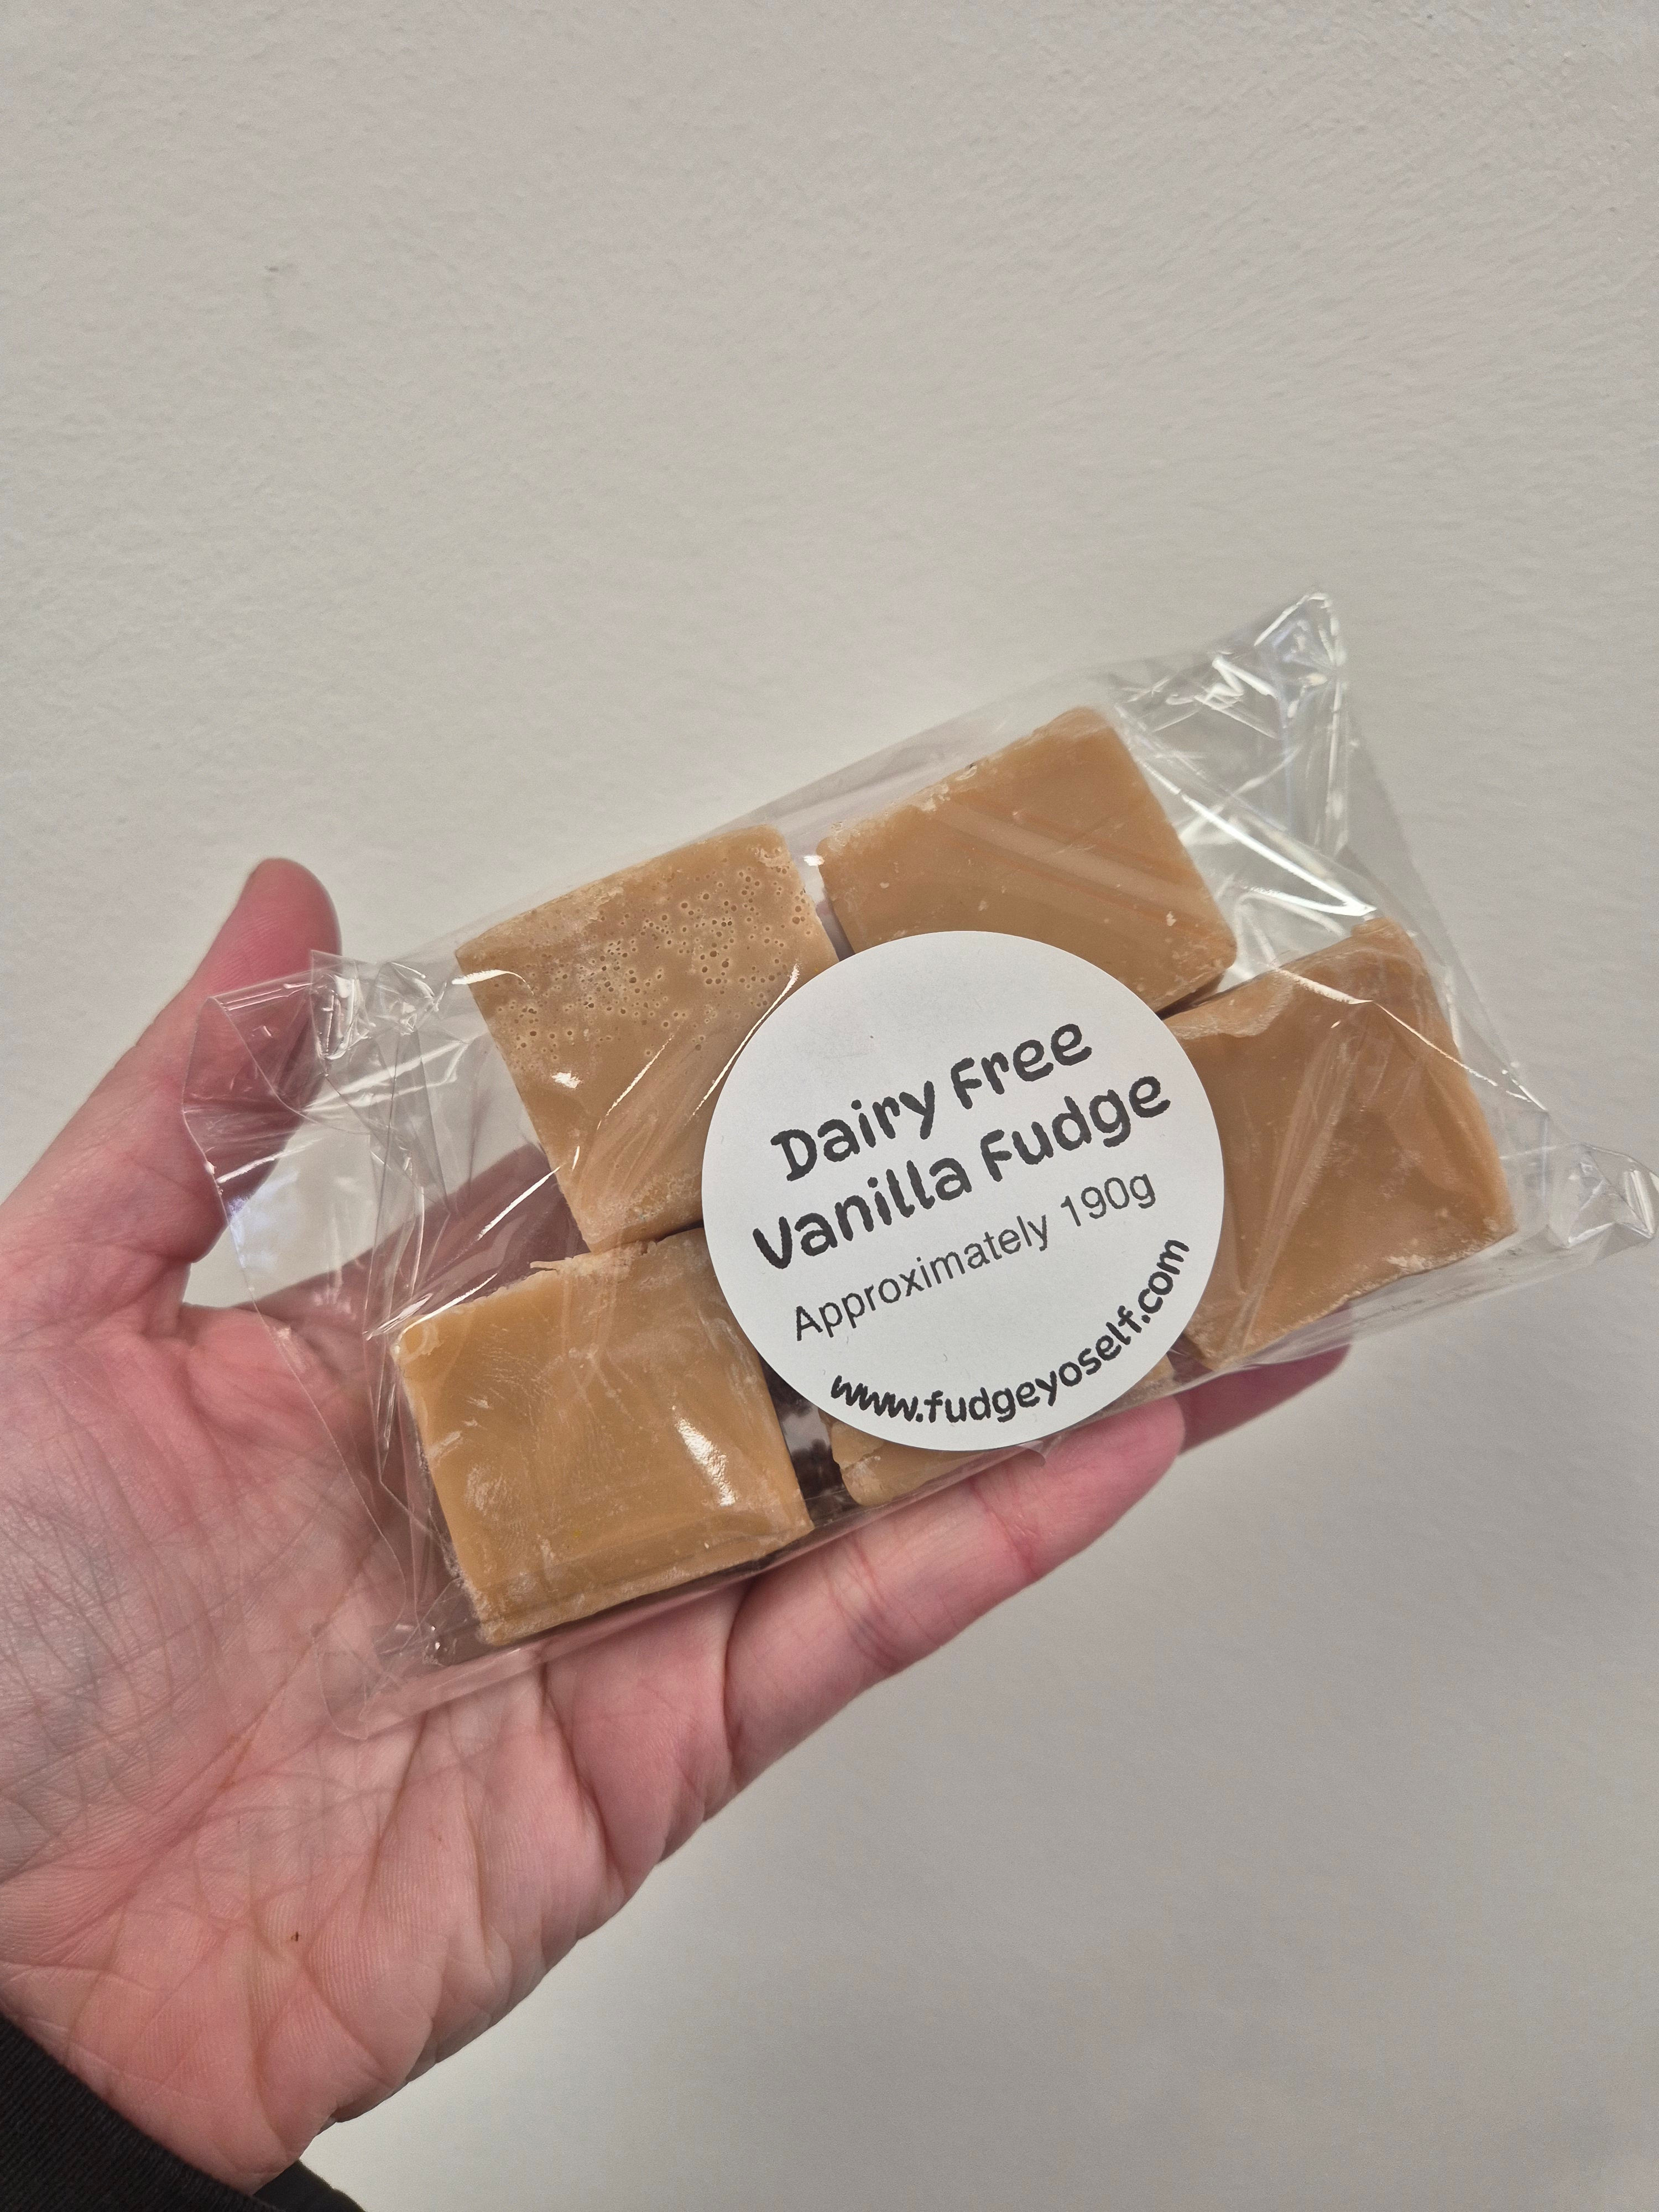 Dairy Free
Vanilla Fudge
Approximately 190g
www.fudgeyoself.com